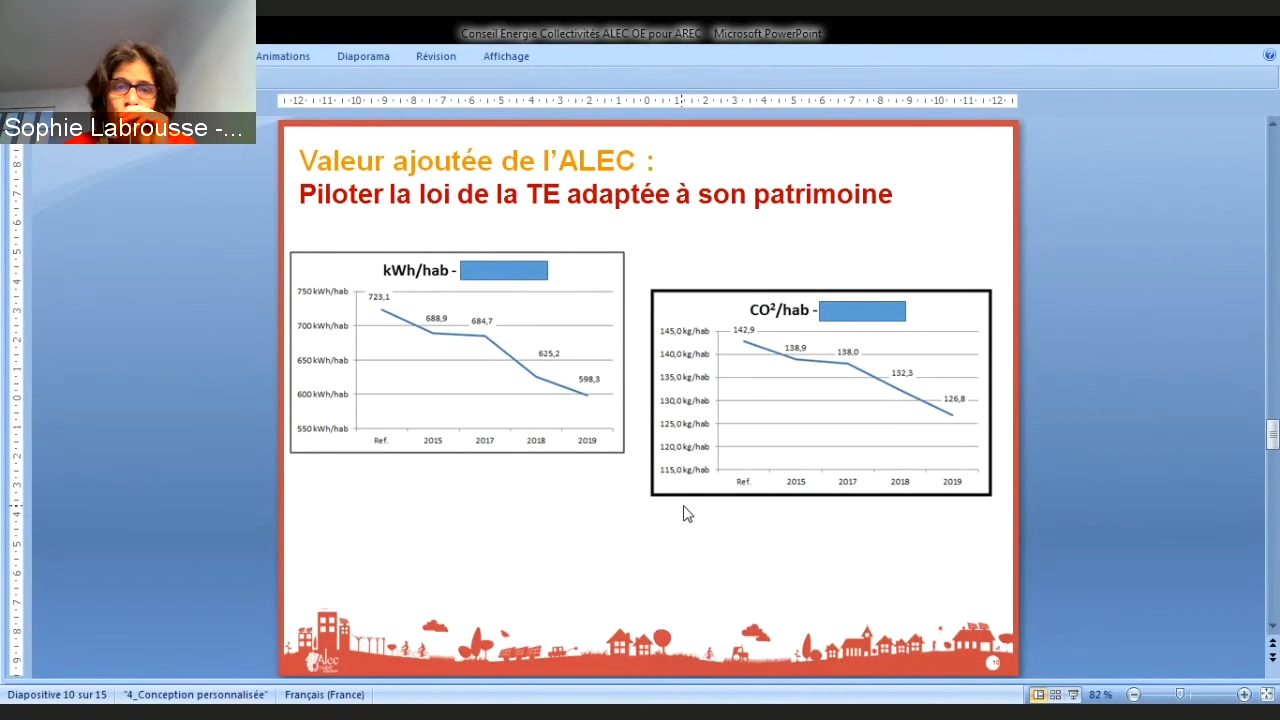 Conseil Energie Collectivités ALEC OE pour AREC - Microsoft PowerPoint
Animations Diaporama Révision Affichage
Sophie Labrousse -...
Valeur ajoutée de l'ALEC :
Piloter la loi de la TE adaptée à son patrimoine
kWh/hab -
750 kWh/hab
700 kWh/hab
650 kWh/hab
600 kWh/hab
550 kWh/hab
723,1
688,9
684,7
625,2
598,3
Ref. 2015 2017 2018 2019
CO²/hab -
145,0 kg/hab
140,0 kg/hab
135,0 kg/hab
130,0 kg/hab
125,0 kg/hab
120,0 kg/hab
115,0 kg/hab
142,9
138,9
138,0
132,3
126,8
Ref. 2015 2017 2018 2019
Alec
10
Diapositive 10 sur 15 "4_Conception personnalisée" Français (France) 82 %